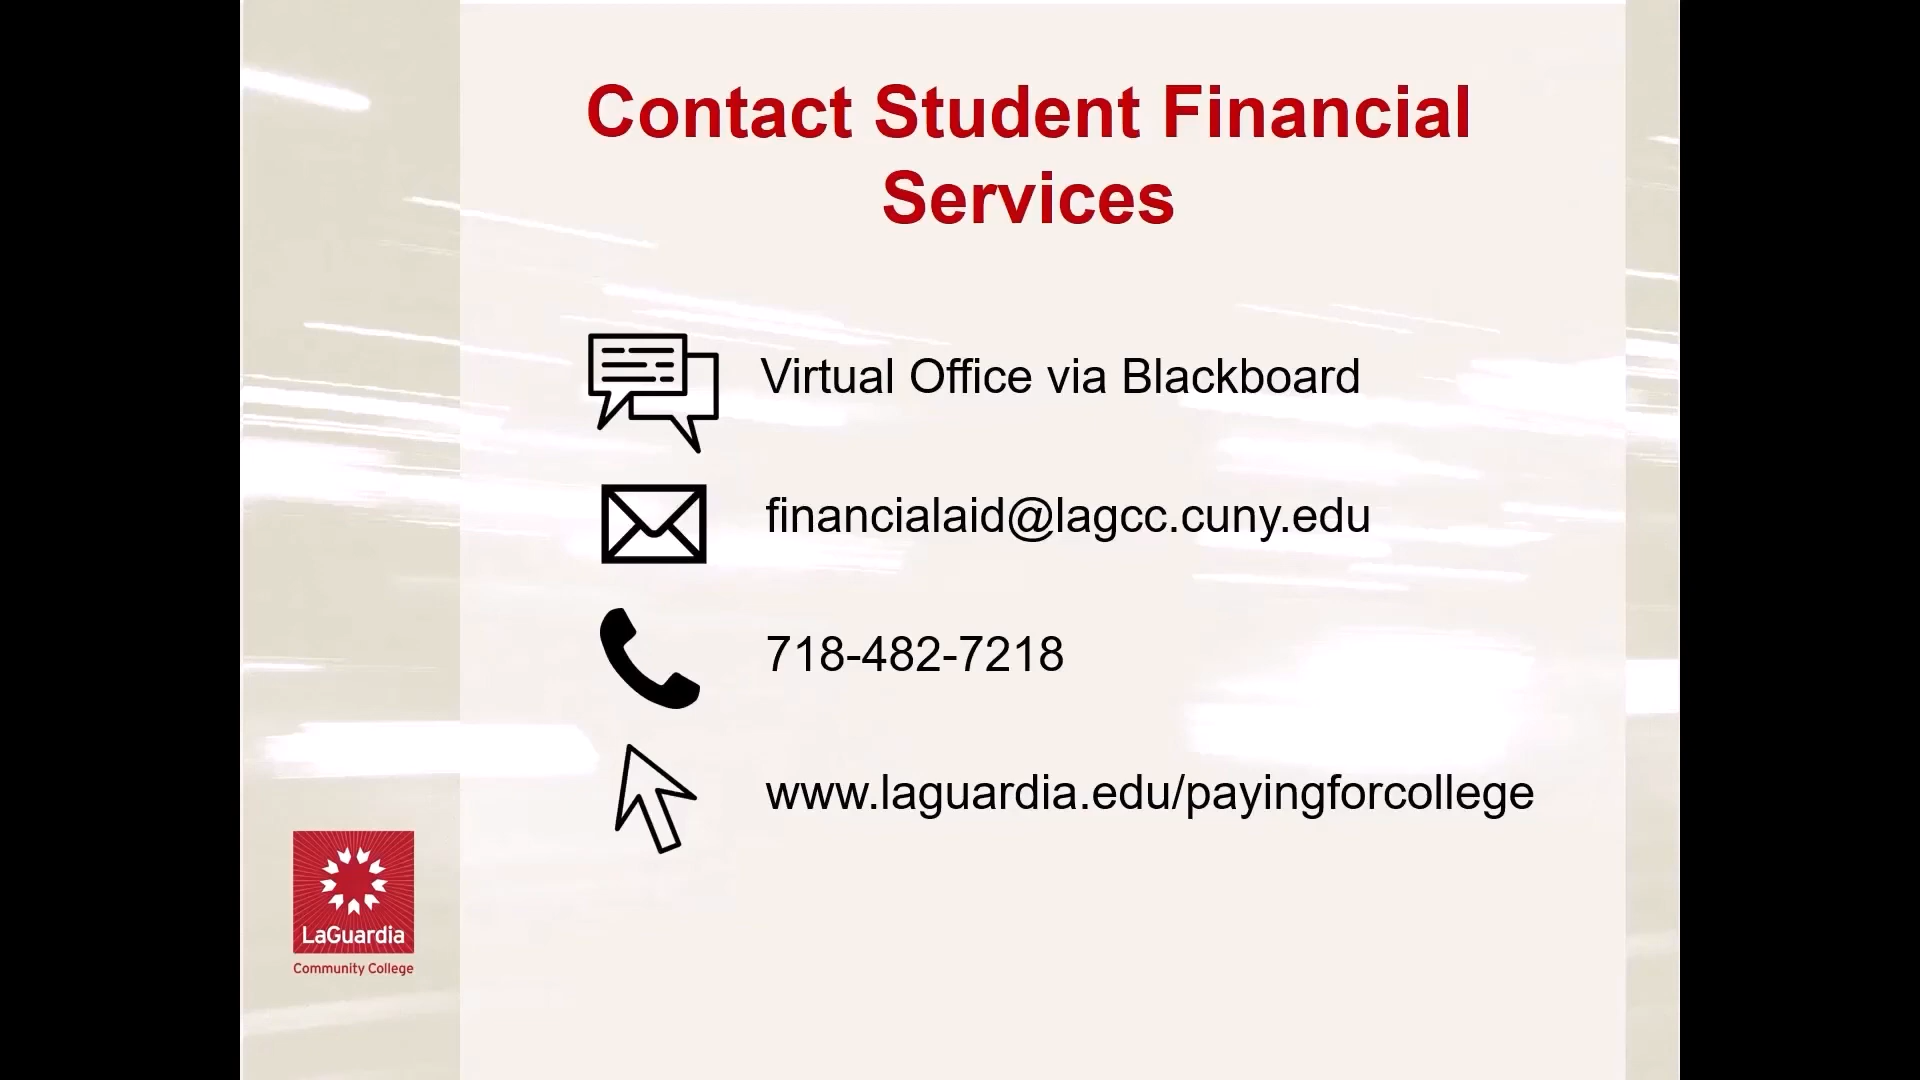 Contact Student Financial
Services
Virtual Office via Blackboard
financialaid@lagcc.cuny.edu
718-482-7218
www.laguardia.edu/payingforcollege
LaGuardia
Community College